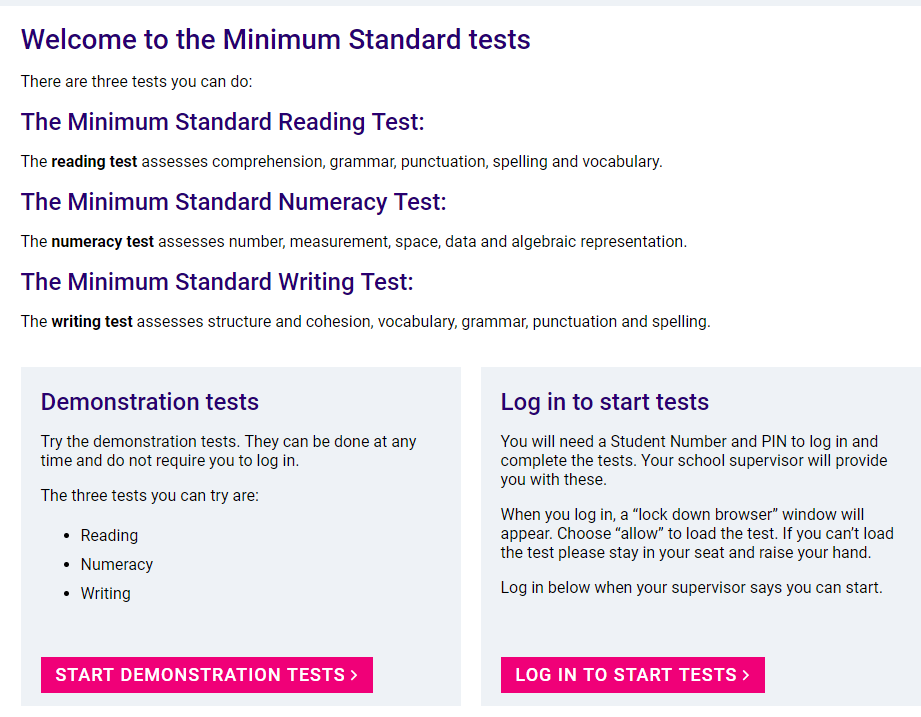 Welcome to the Minimum Standard tests
There are three tests you can do:
The Minimum Standard Reading Test:
The reading test assesses comprehension, grammar, punctuation, spelling and vocabulary.
The Minimum Standard Numeracy Test:
The numeracy test assesses number, measurement, space, data and algebraic representation.
The Minimum Standard Writing Test:
The writing test assesses structure and cohesion, vocabulary, grammar, punctuation and spelling.
Demonstration tests
Try the demonstration tests. They can be done at any
time and do not require you to log in.
The three tests you can try are:
• Reading
• Numeracy
• Writing
START DEMONSTRATION TESTS >
Log in to start tests
You will need a Student Number and PIN to log in and
complete the tests. Your school supervisor will provide
you with these.
When you log in, a “lock down browser” window will
appear. Choose “allow” to load the test. If you can’t load
the test please stay in your seat and raise your hand.
Log in below when your supervisor says you can start.
LOG IN TO START TESTS >